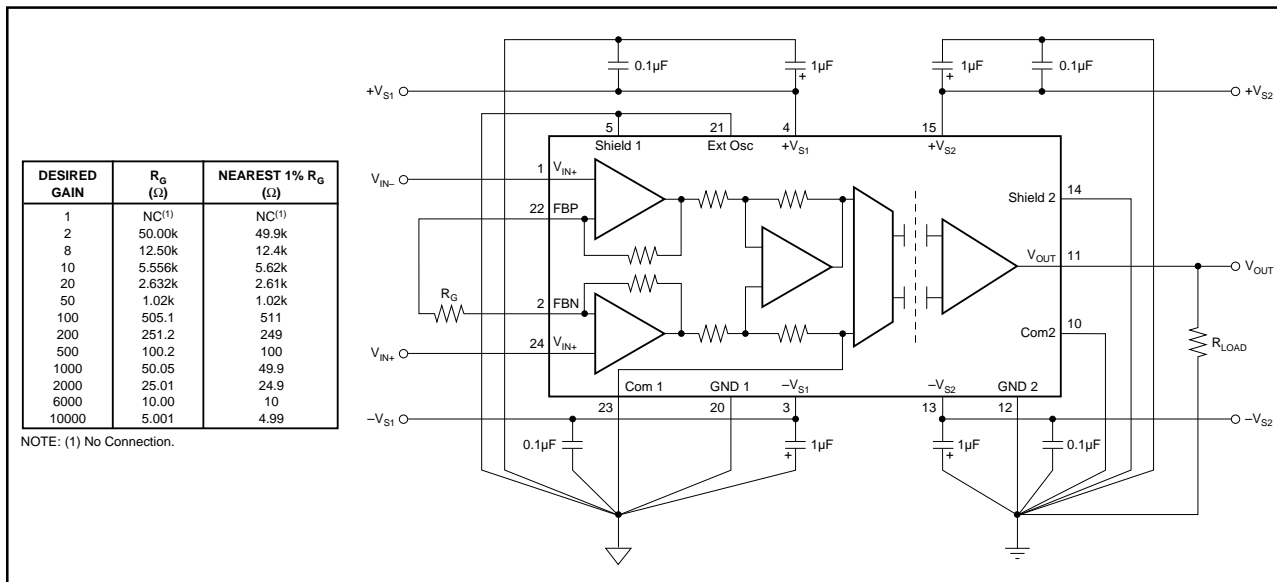 DESIRED GAIN | R_G (Ω) | NEAREST 1% R_G (Ω)
1 | NC(1) | NC(1)
2 | 50.00k | 49.9k
8 | 12.50k | 12.4k
10 | 5.556k | 5.62k
20 | 2.632k | 2.61k
50 | 1.02k | 1.02k
100 | 505.1 | 511
200 | 251.2 | 249
500 | 100.2 | 100
1000 | 50.05 | 49.9
2000 | 25.01 | 24.9
6000 | 10.00 | 10
10000 | 5.001 | 4.99
NOTE: (1) No Connection.
0.1µF
1µF
+
1µF
+
0.1µF
+V_S1
+V_S2
5
21
4
15
Shield 1
Ext Osc
+V_S1
+V_S2
V_IN–
1
V_IN+
14
Shield 2
22
FBP
V_OUT
11
V_OUT
R_G
2
FBN
10
Com2
R_LOAD
V_IN+
24
V_IN+
Com 1
GND 1
–V_S1
–V_S2
GND 2
23
20
3
13
12
–V_S1
–V_S2
0.1µF
1µF
+
1µF
+
0.1µF